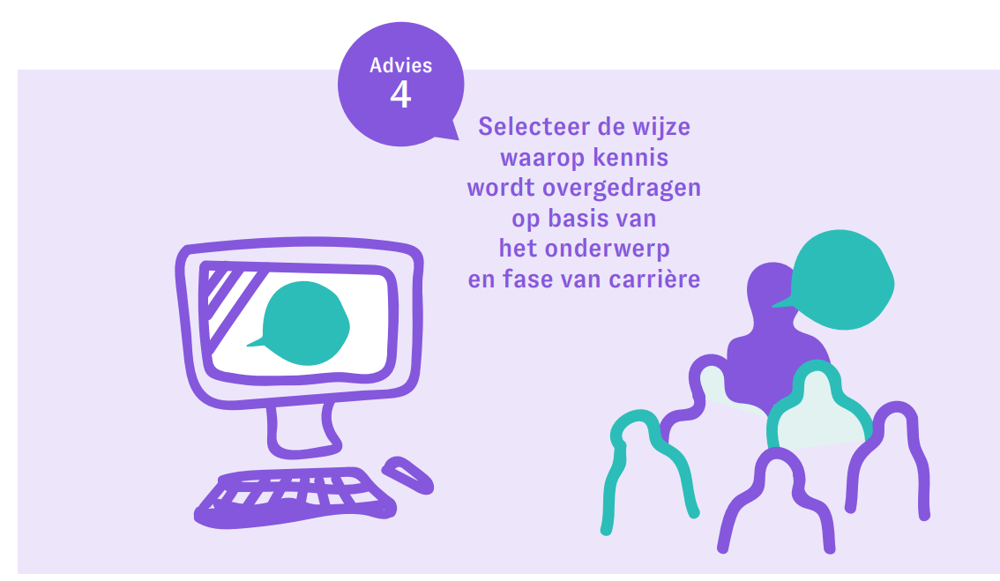 Advies
4
Selecteer de wijze
waarop kennis
wordt overgedragen
op basis van
het onderwerp
en fase van carrière